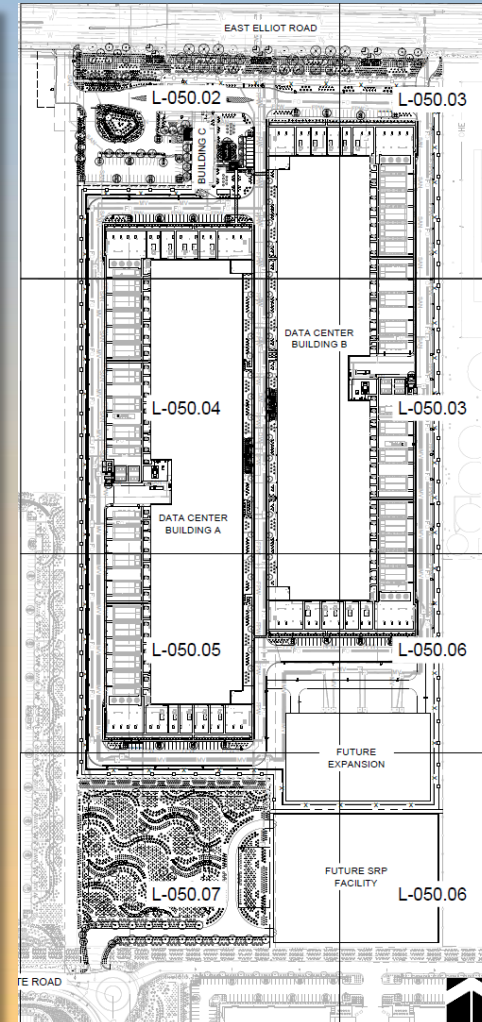 EAST ELLIOT ROAD
L-050.02
L-050.03
BUILDING C
DATA CENTER
BUILDING B
L-050.04
L-050.03
DATA CENTER
BUILDING A
L-050.05
L-050.06
FUTURE
EXPANSION
FUTURE SRP
FACILITY
L-050.07
L-050.06
TE ROAD